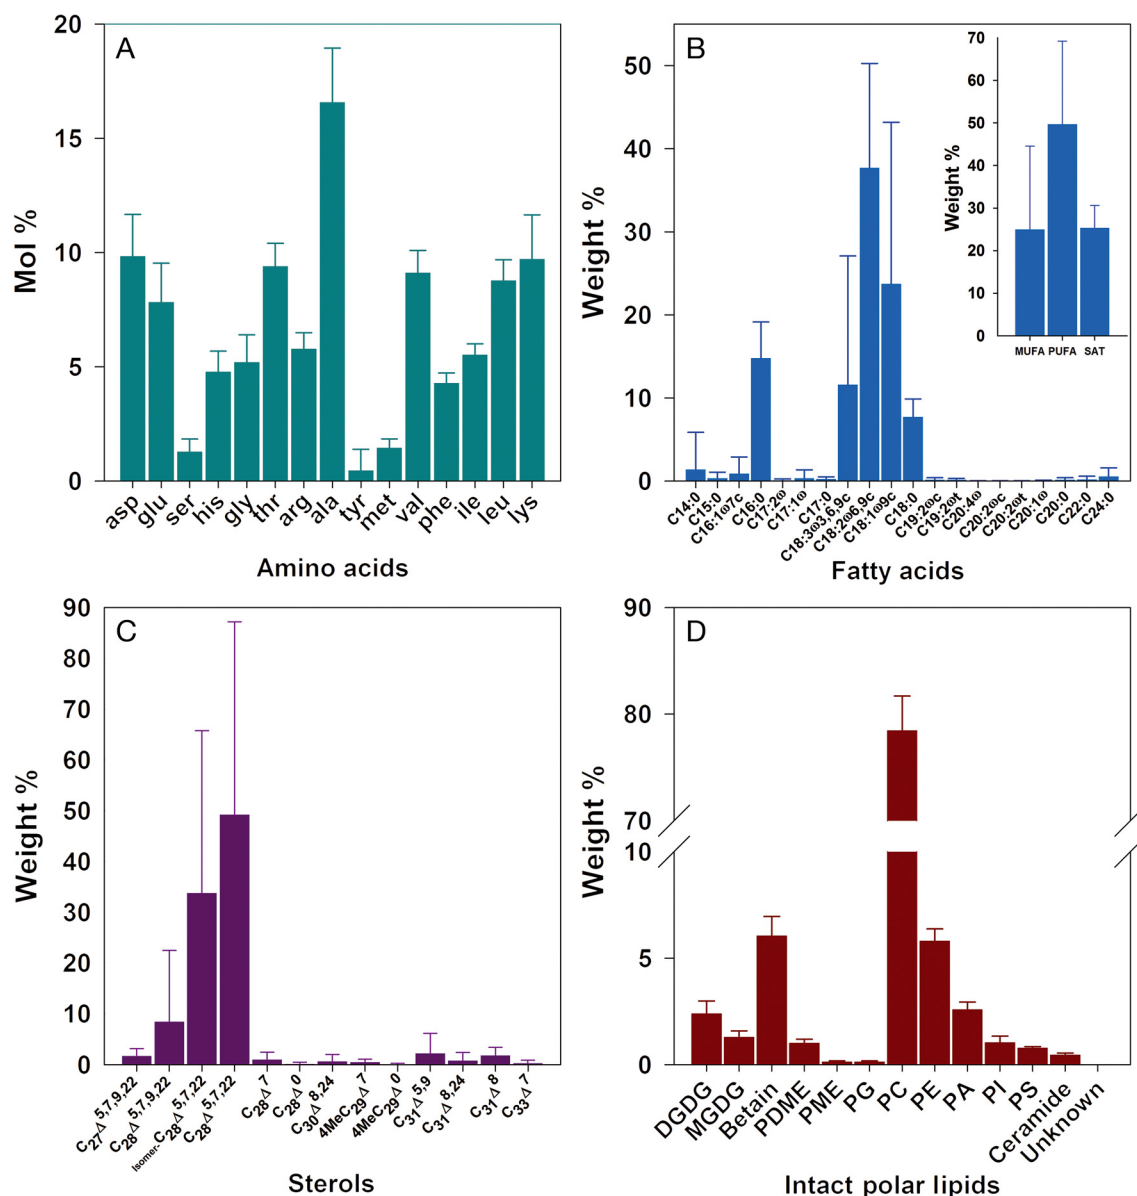 A
20
15
10
5
0
Mol %
asp
glu
ser
his
gly
thr
arg
ala
tyr
met
val
phe
ile
leu
lys
Amino acids
B
50
40
30
20
10
0
Weight %
C14:0
C15:0
C16:1ω7c
C16:0
C17:2ω
C17:1ω
C17:0
C18:3ω3,6,9c
C18:2ω6,9c
C18:1ω9c
C18:0
C19:2ωc
C19:2ωt
C20:4ω
C20:2ωc
C20:2ωt
C20:1ω
C20:0
C22:0
C24:0
Fatty acids
70
60
50
40
30
20
10
0
Weight %
MUFA PUFA SAT
C
90
80
70
60
50
40
30
20
10
0
Weight %
C27Δ5,7,9,22
C28Δ5,7,9,22
Isomer-C28Δ5,7,22
C28Δ5,7,22
C28Δ7
C28Δ0
C30Δ8,24
4MeC29Δ7
4MeC29Δ0
C31Δ5,9
C31Δ8,24
C31Δ8
C33Δ7
Sterols
D
90
80
70
10
5
0
Weight %
DGDG
MGDG
Betain
PDME
PME
PG
PC
PE
PA
PI
PS
Ceramide
Unknown
Intact polar lipids